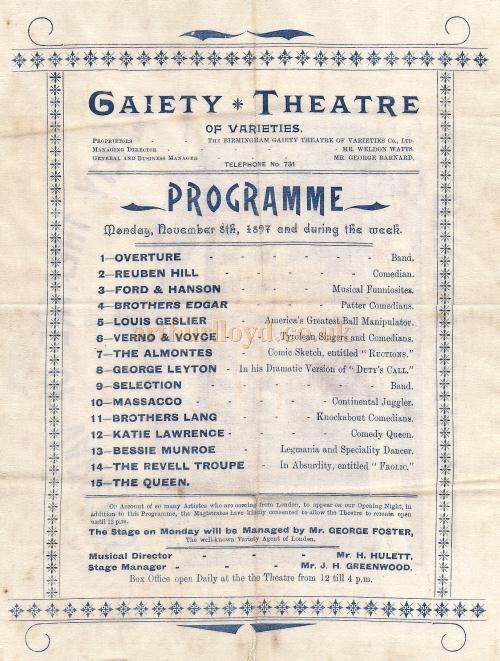 GAIETY * THEATRE
OF VARIETIES.
PROPRIETORS - THE BIRMINGHAM GAIETY THEATRE OF VARIETIES CO., LTD.
MANAGING DIRECTOR - - - MR. WELDON WATTS.
GENERAL AND BUSINESS MANAGER - - - MR. GEORGE BARNARD.
TELEPHONE No 731
PROGRAMME
Monday, November 8th, 1897 and during the week.
1—OVERTURE - - - - - Band.
2—REUBEN HILL - - - - - Comedian.
3—FORD & HANSON - - - Musical Funniosites.
4—BROTHERS EDGAR - - - Patter Comedians.
5—LOUIS GESLIER - America's Greatest Ball Manipulator.
arthurlloyd.co.uk
6—VERNO & VOYCE - Tyrolean Singers and Comedians.
7—THE ALMONTES - Comic Sketch, entitled "RUCTIONS."
8—GEORGE LEYTON - In his Dramatic Version of "DUTY'S CALL."
9—SELECTION - - - - - Band.
10—MASSACCO - - - - Continental Juggler.
11—BROTHERS LANG - - - Knockabout Comedians.
12—KATIE LAWRENCE - - - - Comedy Queen.
13—BESSIE MUNROE - - Legmania and Speciality Dancer.
14—THE REVELL TROUPE - In Absurdity, entitled "FROLIC."
15—THE QUEEN.
On Account of so many Artistes who are coming from London, to appear on our Opening Night, in
addition to this Programme, the Magistrates have kindly consented to allow the Theatre to remain open
until 12 p.m.
The Stage on Monday will be Managed by Mr. GEORGE FOSTER,
The well-known Variety Agent of London.
Musical Director - - - - Mr. H. HULETT.
Stage Manager - - - Mr. J. H. GREENWOOD.
Box Office open Daily at the the Theatre from 12 till 4 p.m.